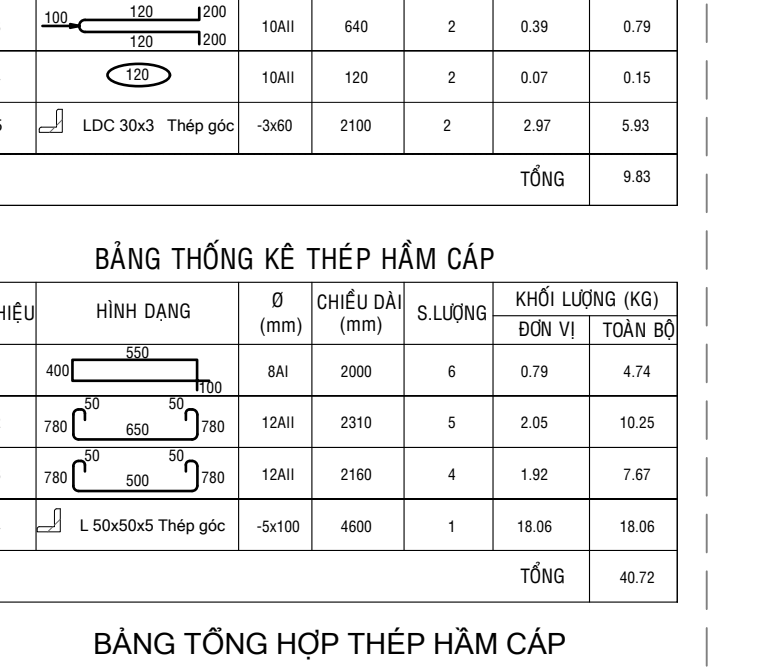 120 200
100
120 200
10AII 640 2 0.39 0.79
120 10AII 120 2 0.07 0.15
LDC 30x3 Thép góc -3x60 2100 2 2.97 5.93
TỔNG 9.83
BẢNG THỐNG KÊ THÉP HẦM CÁP
HIỆU HÌNH DẠNG Ø (mm) CHIỀU DÀI (mm) S.LƯỢNG KHỐI LƯỢNG (KG)
ĐƠN VỊ TOÀN BỘ
550
400 8AI 2000 6 0.79 4.74
100
50 50
780 650 780 12AII 2310 5 2.05 10.25
50 50
780 500 780 12AII 2160 4 1.92 7.67
L 50x50x5 Thép góc -5x100 4600 1 18.06 18.06
TỔNG 40.72
BẢNG TỔNG HỢP THÉP HẦM CÁP